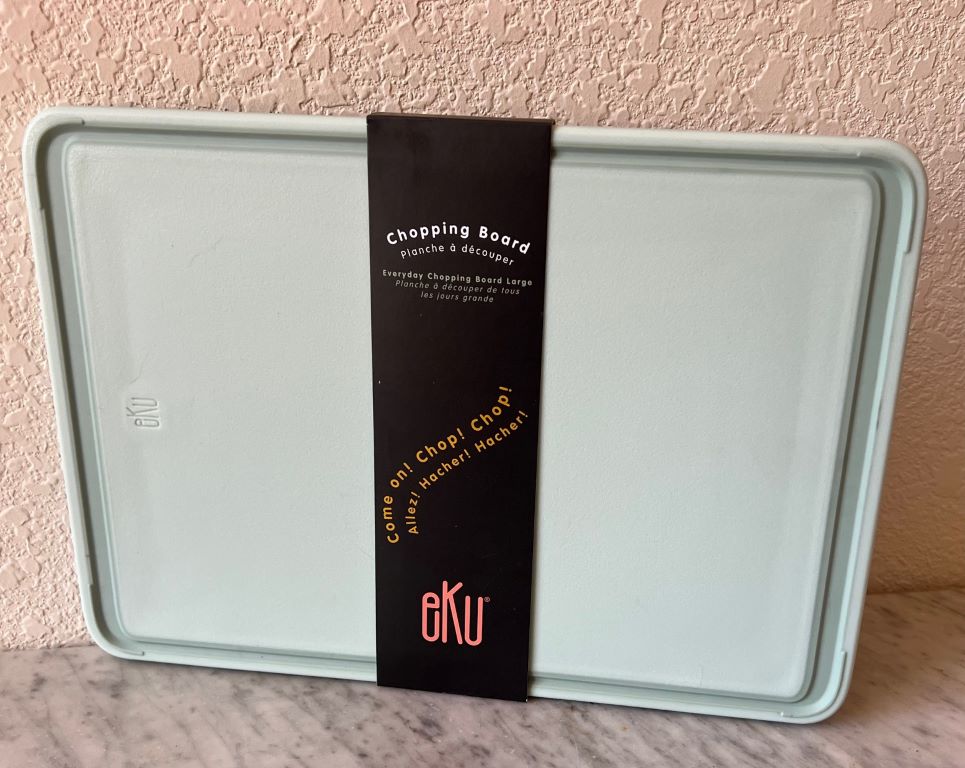 Chopping Board
Planche à découper
Everyday Chopping Board Large
Planche à découper de tous
les jours grande
eKU
Come on! Chop! Chop!
Allez! Hacher! Hacher!
eKU®